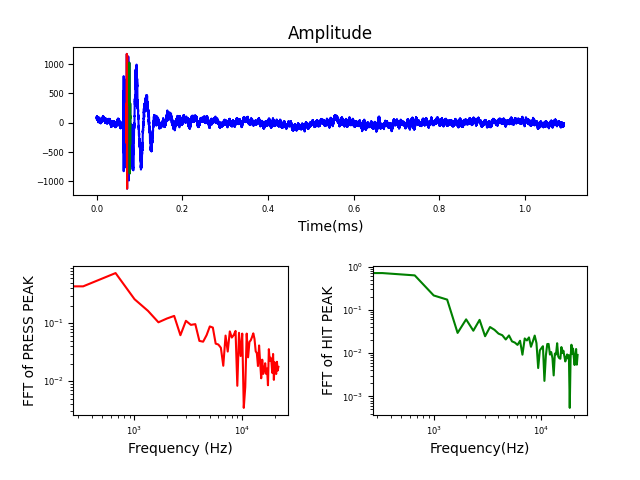 Amplitude
1000
500
0
−500
−1000
0.0 0.2 0.4 0.6 0.8 1.0
Time(ms)
FFT of PRESS PEAK
10⁻¹
10⁻²
10³ 10⁴
Frequency (Hz)
FFT of HIT PEAK
10⁰
10⁻¹
10⁻²
10⁻³
10³ 10⁴
Frequency(Hz)